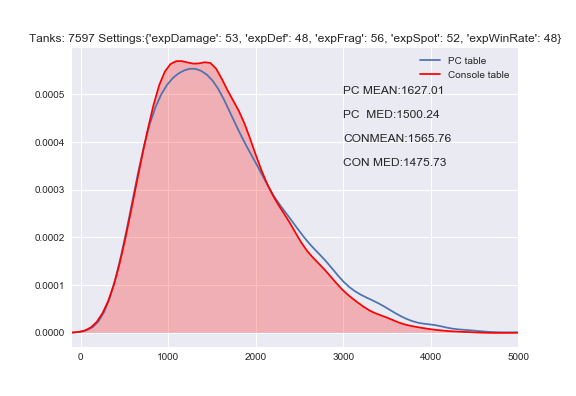 Tanks: 7597 Settings:{'expDamage': 53, 'expDef': 48, 'expFrag': 56, 'expSpot': 52, 'expWinRate': 48}
PC table
Console table
PC MEAN:1627.01
PC  MED:1500.24
CONMEAN:1565.76
CON MED:1475.73
0.0005
0.0004
0.0003
0.0002
0.0001
0.0000
0
1000
2000
3000
4000
5000